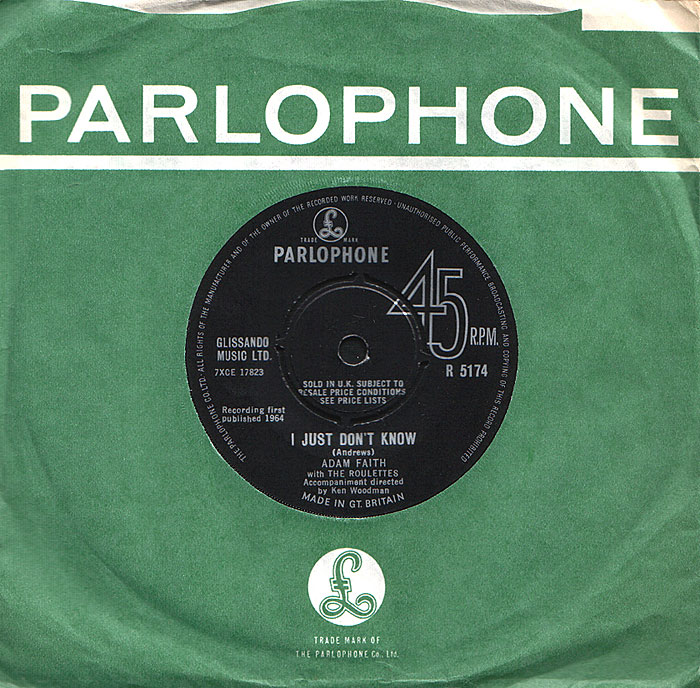 PARLOPHONE
THE PARLOPHONE CO. LTD. · ALL RIGHTS OF THE MANUFACTURER AND OF THE OWNER OF THE RECORDED WORK RESERVED · UNAUTHORISED PUBLIC PERFORMANCE BROADCASTING AND COPYING OF THIS RECORD PROHIBITED
£
TRADE MARK
PARLOPHONE
45
R.P.M.
GLISSANDO
MUSIC LTD.
7XCE 17823
R 5174
SOLD IN U.K. SUBJECT TO
RESALE PRICE CONDITIONS
SEE PRICE LISTS
Recording first
published 1964
I JUST DON'T KNOW
(Andrews)
ADAM FAITH
with THE ROULETTES
Accompaniment directed
by Ken Woodman
MADE IN GT. BRITAIN
£
TRADE MARK OF
THE PARLOPHONE Co., Ltd.